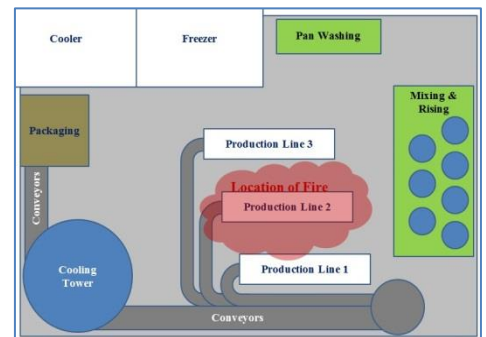 Cooler
Freezer
Pan Washing
Mixing &
Rising
Packaging
Production Line 3
Location of Fire
Production Line 2
Conveyors
Cooling
Tower
Production Line 1
Conveyors